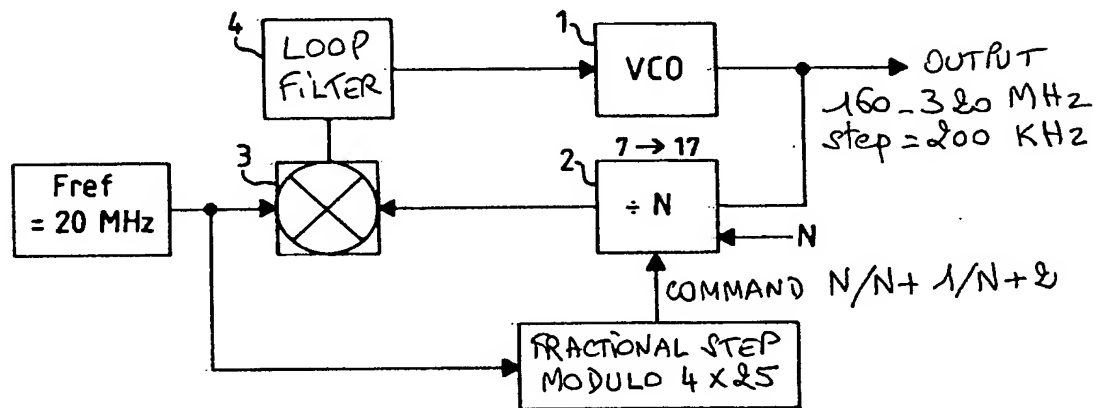 4
LOOP
FILTER
1
VCO
OUTPUT
160-320 MHz
step = 200 KHz
7 → 17
3
2
Fref
= 20 MHz
÷ N
N
COMMAND N/N+1/N+2
FRACTIONAL STEP
MODULO 4 x 25